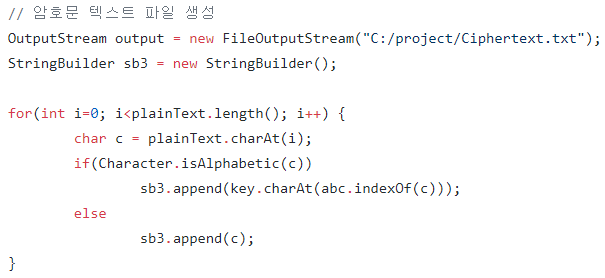 // 암호문 텍스트 파일 생성
OutputStream output = new FileOutputStream("C:/project/Ciphertext.txt");
StringBuilder sb3 = new StringBuilder();
for(int i=0; i<plainText.length(); i++) {
char c = plainText.charAt(i);
if(Character.isAlphabetic(c))
sb3.append(key.charAt(abc.indexOf(c)));
else
sb3.append(c);
}